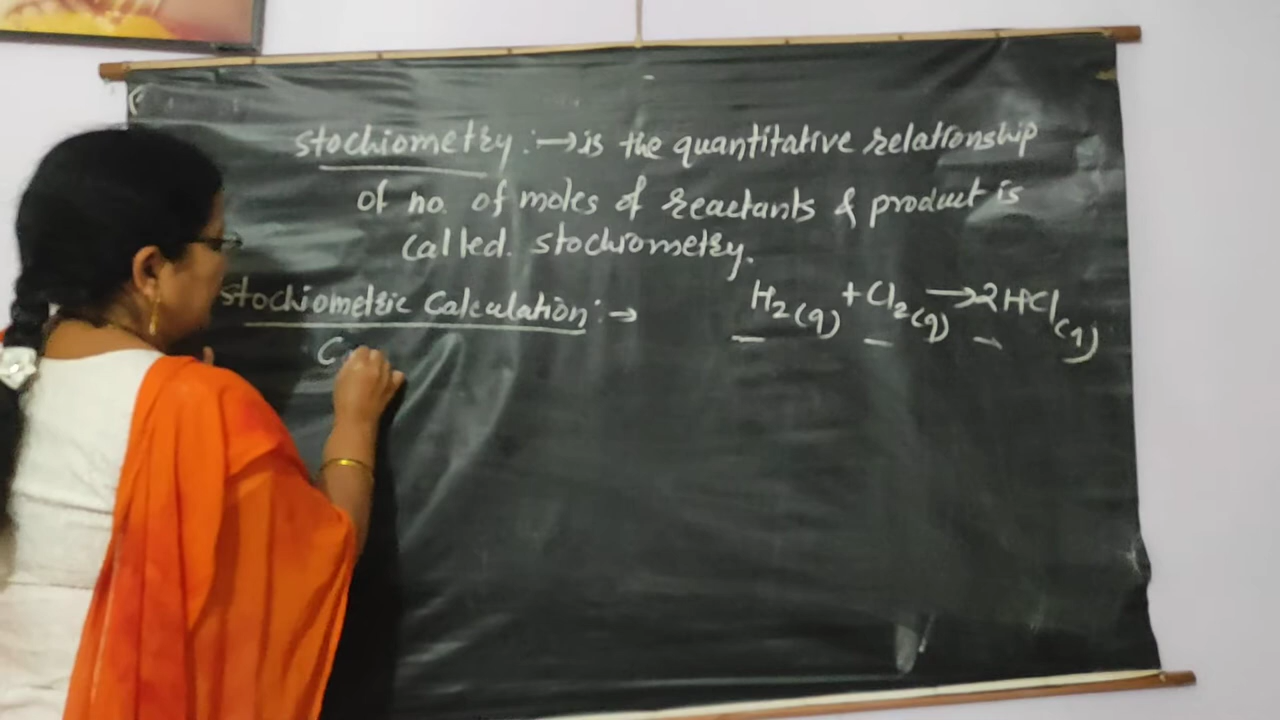 stochiometry :→ is the quantitative relationship
of no. of moles of reactants & product is
called. stochiometry.
stochiometric Calculation :→ H₂(g) + Cl₂(g) → 2HCl(g)
C